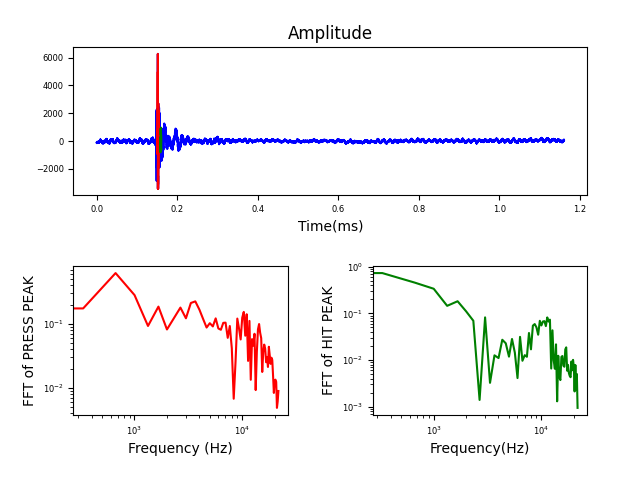 Amplitude
6000
4000
2000
0
−2000
0.0 0.2 0.4 0.6 0.8 1.0 1.2
Time(ms)
FFT of PRESS PEAK
10⁻¹
10⁻²
10³ 10⁴
Frequency (Hz)
FFT of HIT PEAK
10⁰
10⁻¹
10⁻²
10⁻³
10³ 10⁴
Frequency(Hz)